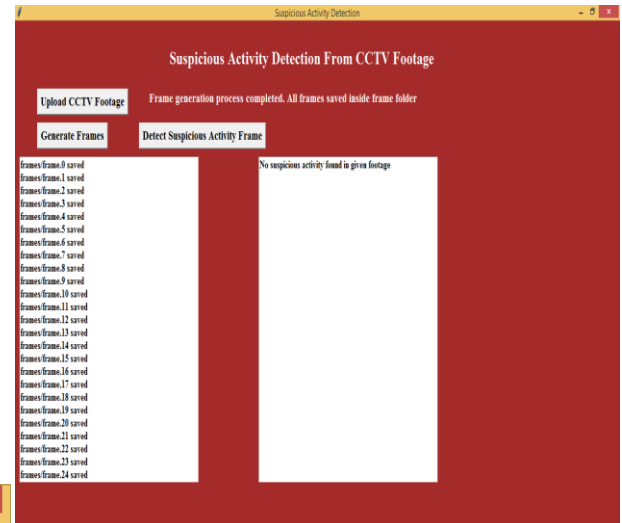 Suspicious Activity Detection
Suspicious Activity Detection From CCTV Footage
Upload CCTV Footage
Frame generation process completed. All frames saved inside frame folder
Generate Frames
Detect Suspicious Activity Frame
frames/frame.0 saved
frames/frame.1 saved
frames/frame.2 saved
frames/frame.3 saved
frames/frame.4 saved
frames/frame.5 saved
frames/frame.6 saved
frames/frame.7 saved
frames/frame.8 saved
frames/frame.9 saved
frames/frame.10 saved
frames/frame.11 saved
frames/frame.12 saved
frames/frame.13 saved
frames/frame.14 saved
frames/frame.15 saved
frames/frame.16 saved
frames/frame.17 saved
frames/frame.18 saved
frames/frame.19 saved
frames/frame.20 saved
frames/frame.21 saved
frames/frame.22 saved
frames/frame.23 saved
frames/frame.24 saved
No suspicious activity found in given footage